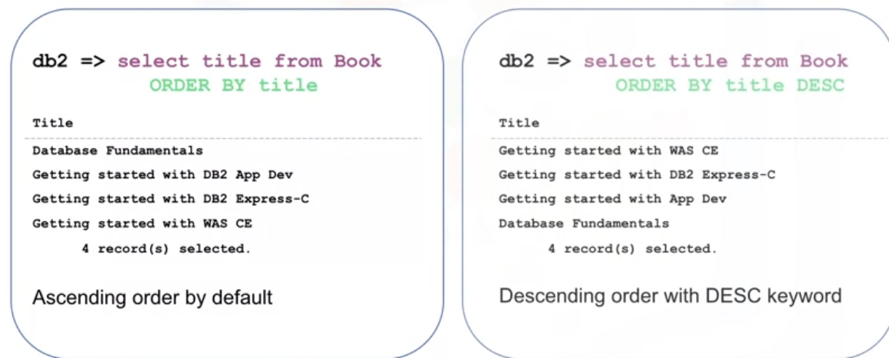 db2 => select title from Book
ORDER BY title
Title
Database Fundamentals
Getting started with DB2 App Dev
Getting started with DB2 Express-C
Getting started with WAS CE
4 record(s) selected.
Ascending order by default
db2 => select title from Book
ORDER BY title DESC
Title
Getting started with WAS CE
Getting started with DB2 Express-C
Getting started with App Dev
Database Fundamentals
4 record(s) selected.
Descending order with DESC keyword